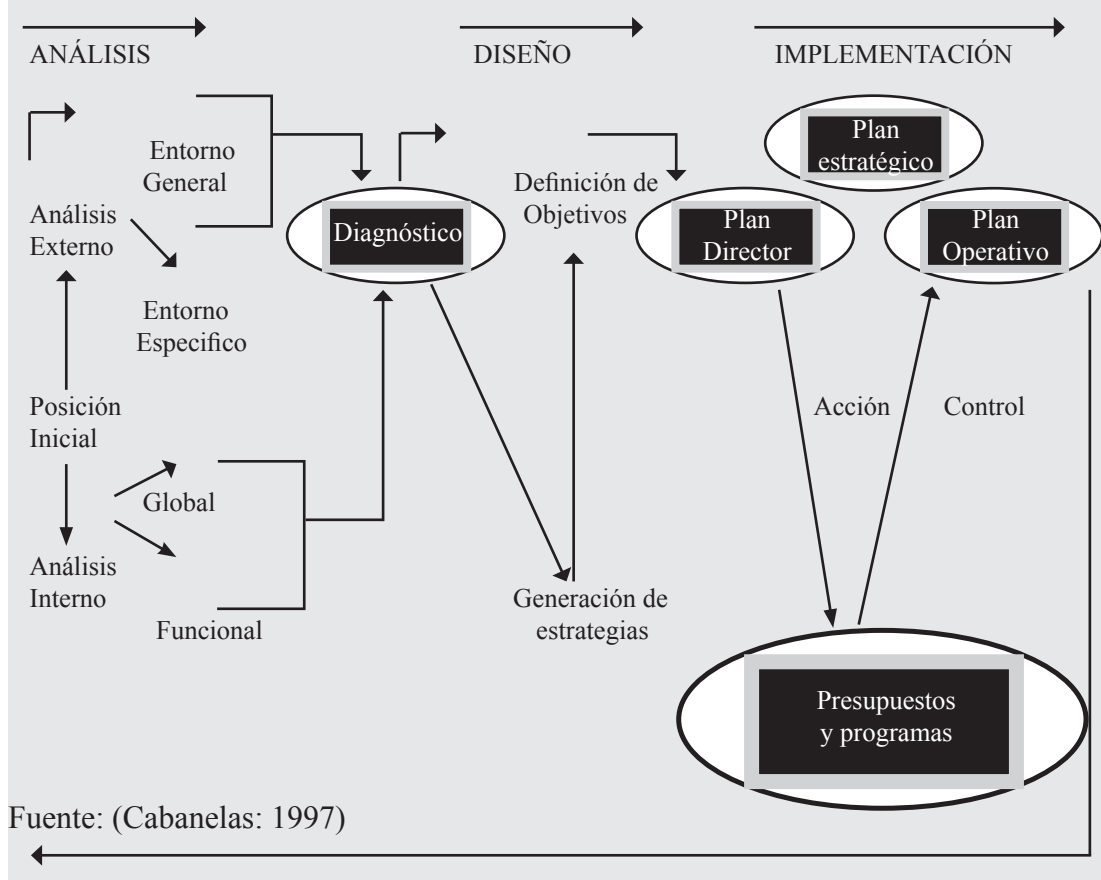 ANÁLISIS
DISEÑO
IMPLEMENTACIÓN
Entorno
General
Análisis
Externo
Entorno
Especifico
Posición
Inicial
Global
Análisis
Interno
Funcional
Diagnóstico
Definición de
Objetivos
Generación de
estrategias
Plan
estratégico
Plan
Director
Plan
Operativo
Acción
Control
Presupuestos
y programas
Fuente: (Cabanelas: 1997)